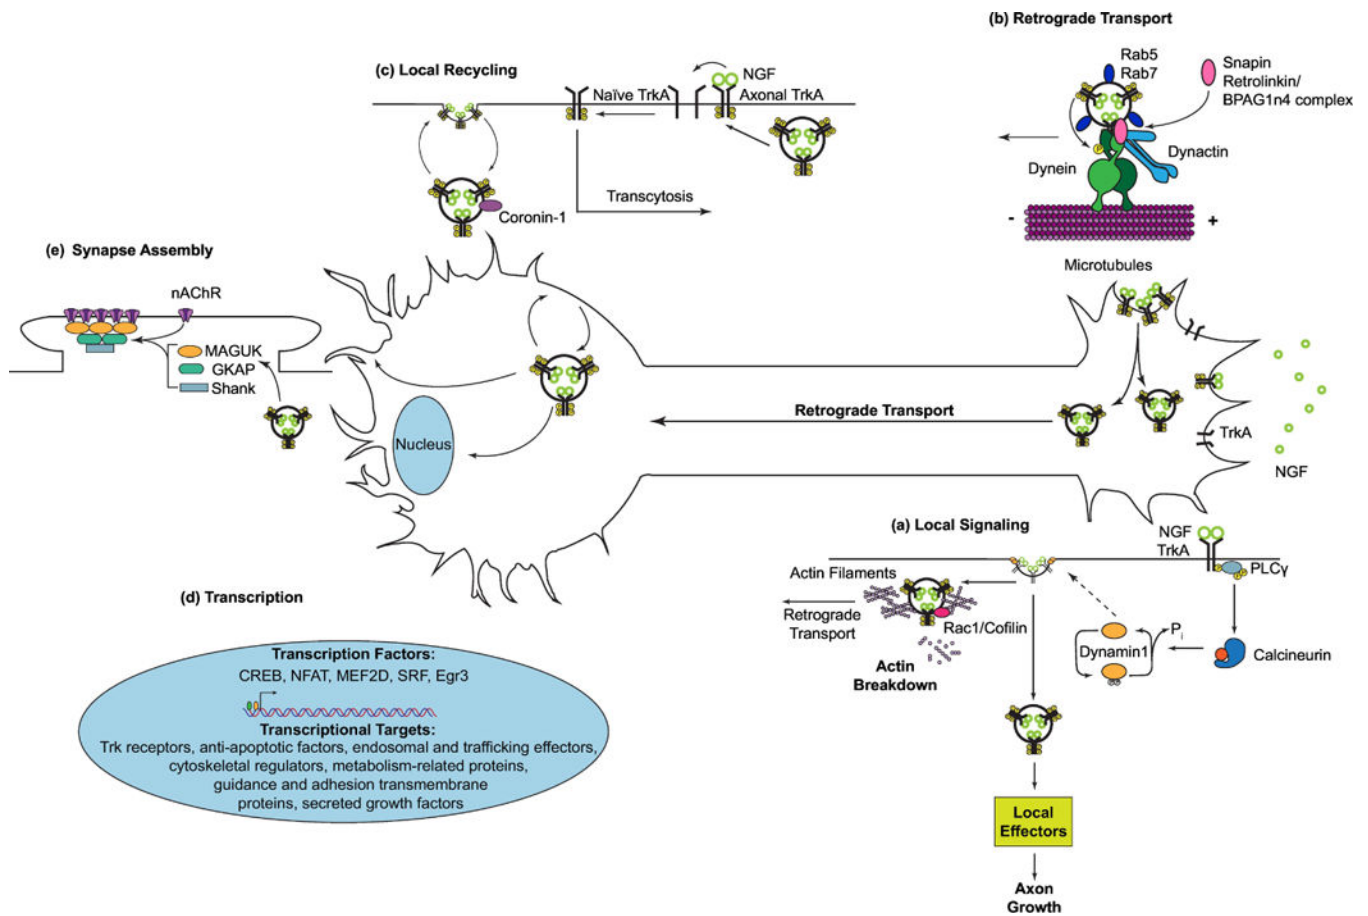 (b) Retrograde Transport
Rab5
Rab7
Snapin
Retrolinkin/
BPAG1n4 complex
Dynactin
Dynein
P
-
+
Microtubules
(c) Local Recycling
NGF
Naïve TrkA
Axonal TrkA
Coronin-1
Transcytosis
(e) Synapse Assembly
nAChR
MAGUK
GKAP
Shank
Nucleus
Retrograde Transport
TrkA
NGF
(a) Local Signaling
NGF
TrkA
PLCγ
Actin Filaments
Retrograde
Transport
Rac1/Cofilin
Actin
Breakdown
Dynamin1
Pi
Calcineurin
Local
Effectors
Axon
Growth
(d) Transcription
Transcription Factors:
CREB, NFAT, MEF2D, SRF, Egr3
Transcriptional Targets:
Trk receptors, anti-apoptotic factors, endosomal and trafficking effectors,
cytoskeletal regulators, metabolism-related proteins,
guidance and adhesion transmembrane
proteins, secreted growth factors